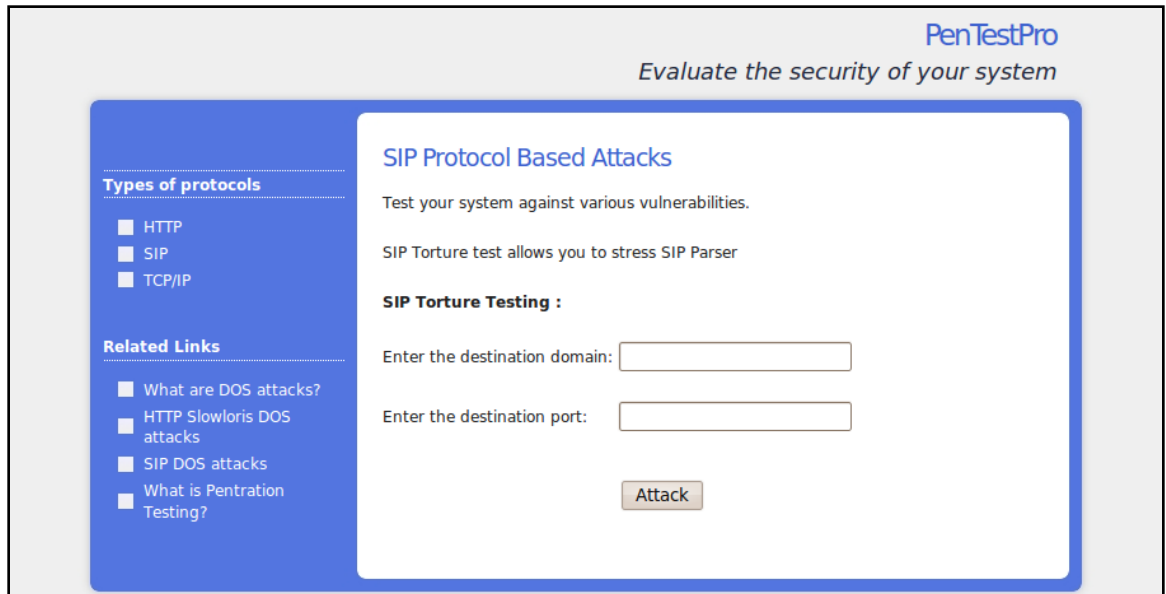 PenTestPro
Evaluate the security of your system
Types of protocols
HTTP
SIP
TCP/IP
Related Links
What are DOS attacks?
HTTP Slowloris DOS
attacks
SIP DOS attacks
What is Pentration
Testing?
SIP Protocol Based Attacks
Test your system against various vulnerabilities.
SIP Torture test allows you to stress SIP Parser
SIP Torture Testing :
Enter the destination domain:
Enter the destination port:
Attack